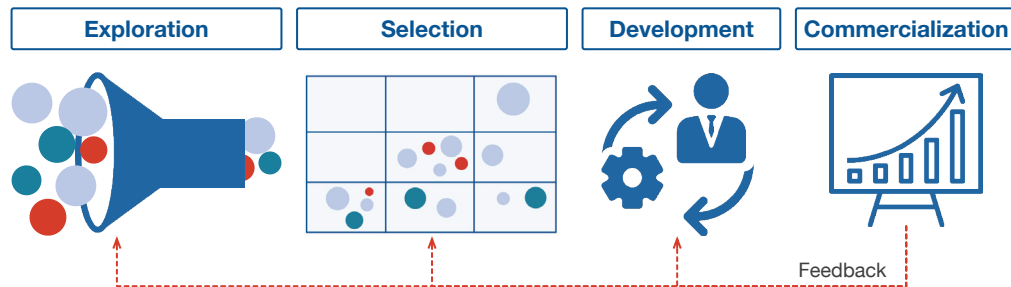 Exploration
Selection
Development
Commercialization
Feedback